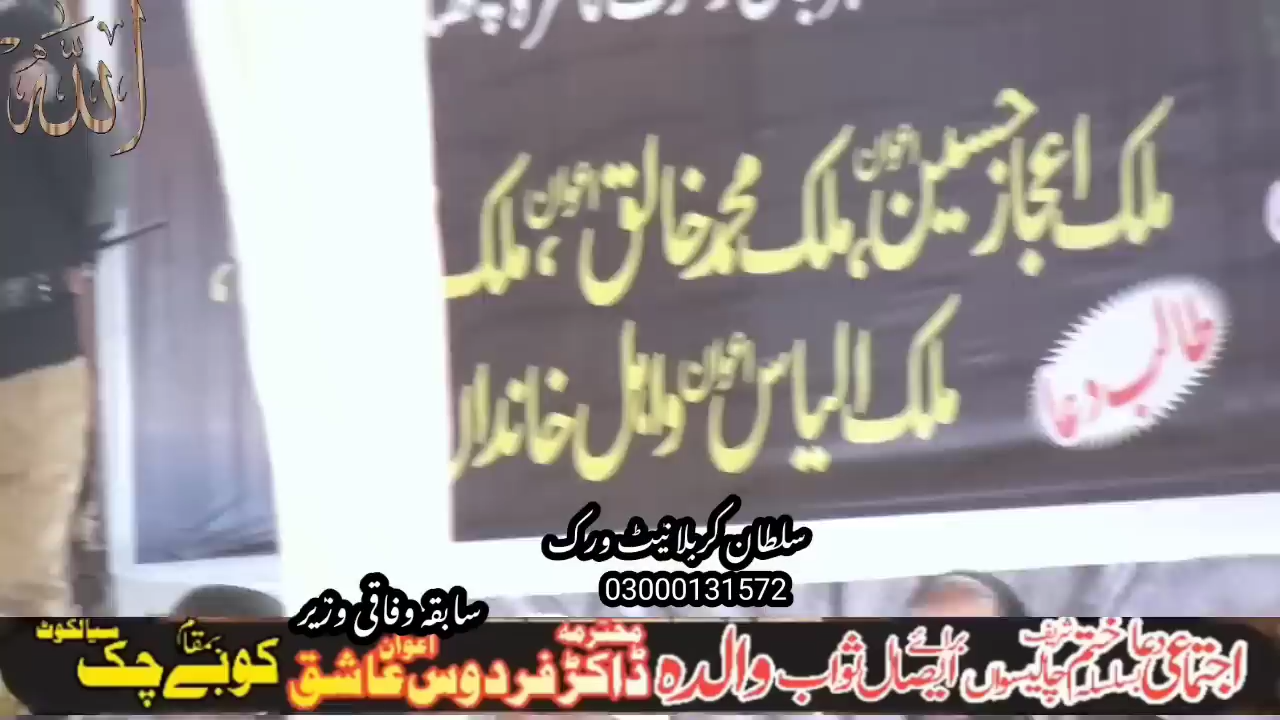 اللہ
ملک اعجاز حسین اعوان، ملک محمد خالق اعوان، ملک
طالب دعا
ملک الیاس اعوان واہل خاندان
سلطان کربلا نیٹ ورک
03000131572
سابقہ وفاقی وزیر
اجتماعی دعا بسلسلہ ختم شریف چالیسواں برائے ایصال ثواب والدہ محترمہ ڈاکٹر فردوس عاشق اعوان بمقام کوبے چک سیالکوٹ